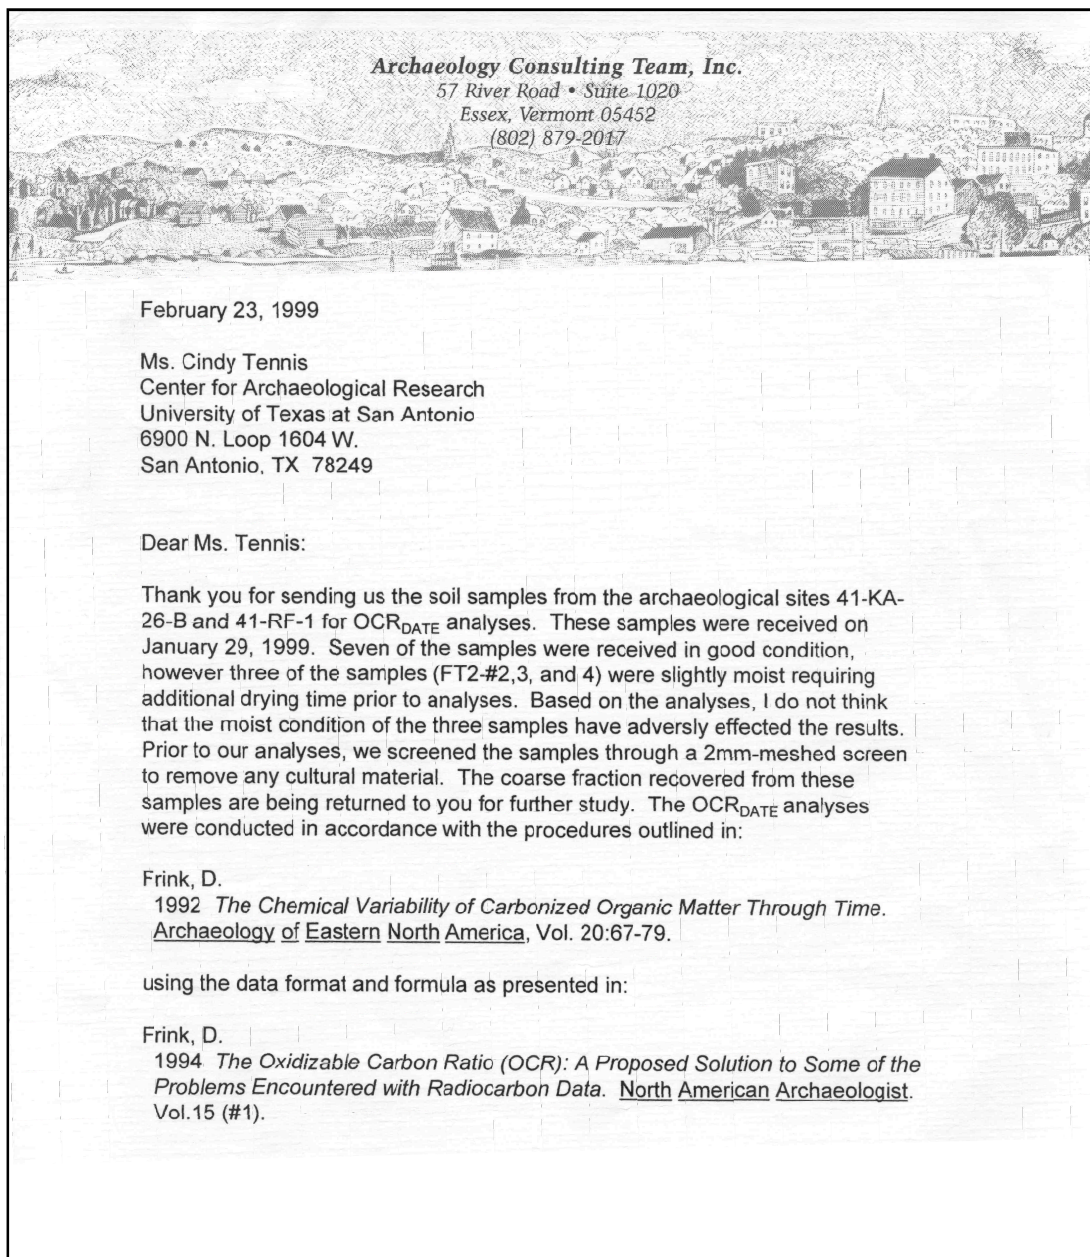 Archaeology Consulting Team, Inc.
57 River Road • Suite 1020
Essex, Vermont 05452
(802) 879-2017
February 23, 1999
Ms. Cindy Tennis
Center for Archaeological Research
University of Texas at San Antonio
6900 N. Loop 1604 W.
San Antonio, TX 78249
Dear Ms. Tennis:
Thank you for sending us the soil samples from the archaeological sites 41-KA-
26-B and 41-RF-1 for OCRDATE analyses. These samples were received on
January 29, 1999. Seven of the samples were received in good condition,
however three of the samples (FT2-#2,3, and 4) were slightly moist requiring
additional drying time prior to analyses. Based on the analyses, I do not think
that the moist condition of the three samples have adversly effected the results.
Prior to our analyses, we screened the samples through a 2mm-meshed screen
to remove any cultural material. The coarse fraction recovered from these
samples are being returned to you for further study. The OCRDATE analyses
were conducted in accordance with the procedures outlined in:
Frink, D.
1992 The Chemical Variability of Carbonized Organic Matter Through Time.
Archaeology of Eastern North America, Vol. 20:67-79.
using the data format and formula as presented in:
Frink, D.
1994 The Oxidizable Carbon Ratio (OCR): A Proposed Solution to Some of the
Problems Encountered with Radiocarbon Data. North American Archaeologist.
Vol.15 (#1).